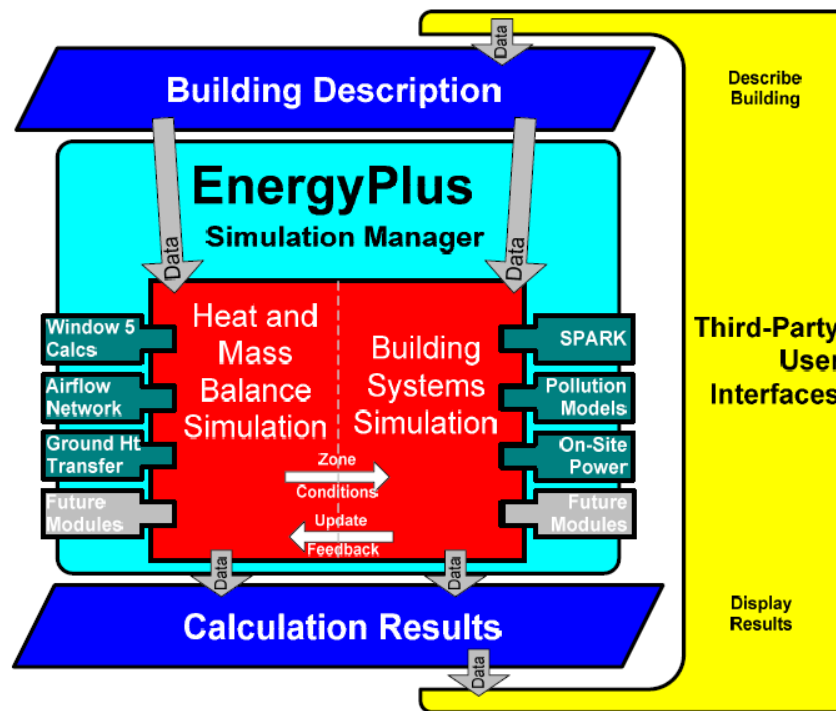 Data
Building Description
Describe
Building
EnergyPlus
Simulation Manager
Data
Data
Window 5
Calcs
Airflow
Network
Ground Ht
Transfer
Future
Modules
Heat and
Mass
Balance
Simulation
Building
Systems
Simulation
Zone
Conditions
Update
Feedback
SPARK
Pollution
Models
On-Site
Power
Future
Modules
Third-Party
User
Interfaces
Data
Data
Calculation Results
Display
Results
Data